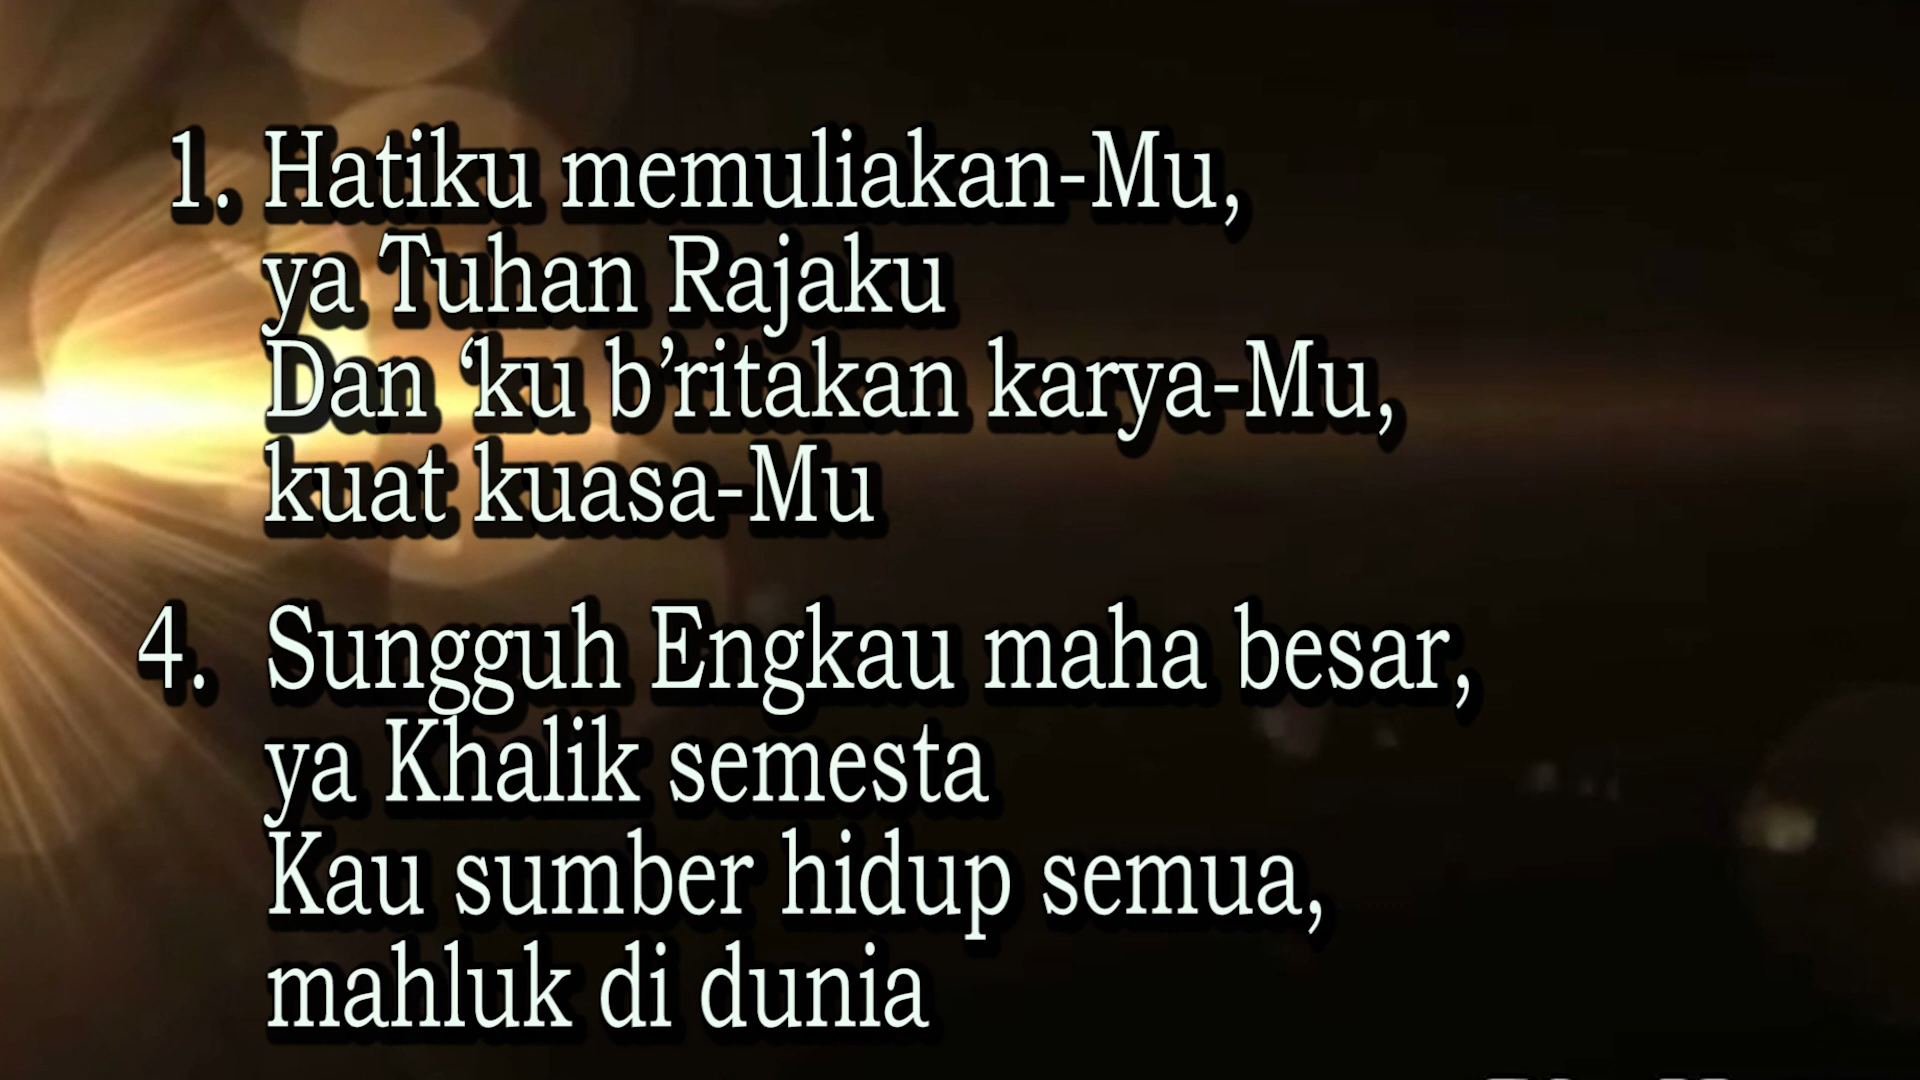 1. Hatiku memuliakan-Mu,
ya Tuhan Rajaku
Dan ‘ku b’ritakan karya-Mu,
kuat kuasa-Mu
4. Sungguh Engkau maha besar,
ya Khalik semesta
Kau sumber hidup semua,
mahluk di dunia